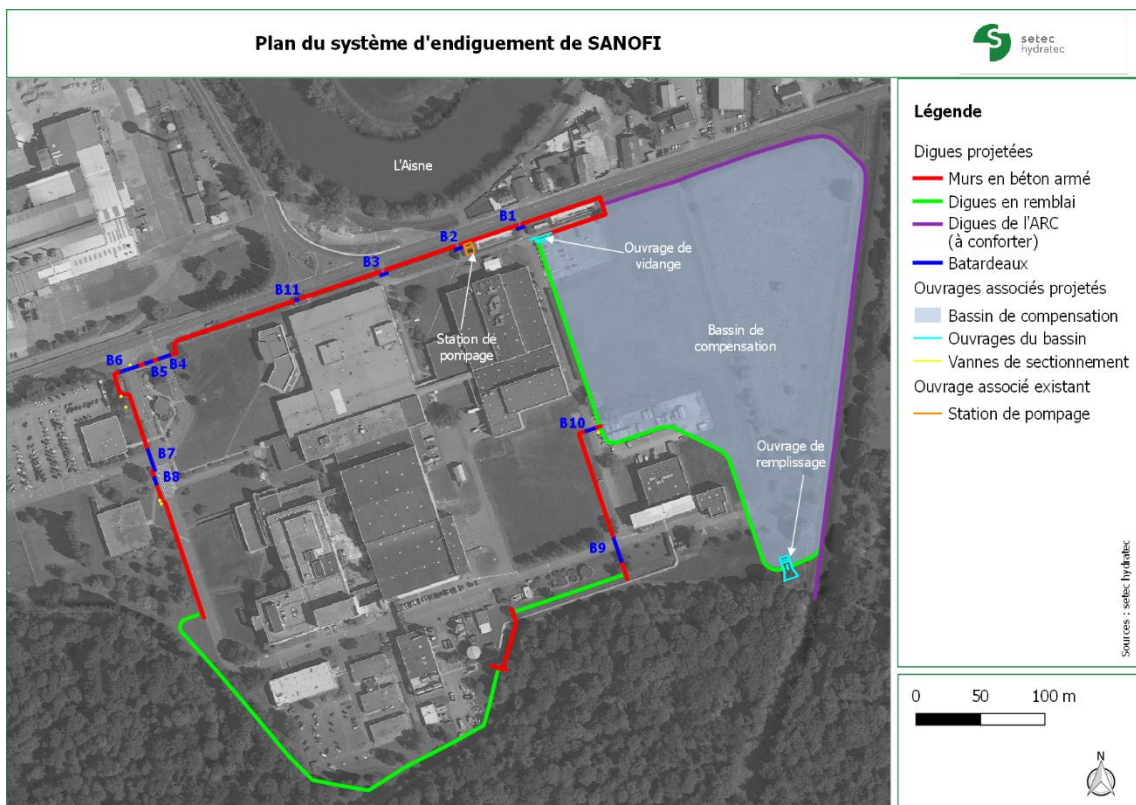 Plan du système d'endiguement de SANOFI
setec
hydratec
L'Aisne
B1
B2
B3
B11
B6
B5
B4
B7
B8
B10
B9
Ouvrage de
vidange
Station de
pompage
Bassin de
compensation
Ouvrage de
remplissage
Légende
Digues projetées
Murs en béton armé
Digues en remblai
Digues de l'ARC
(à conforter)
Batardeaux
Ouvrages associés projetés
Bassin de compensation
Ouvrages du bassin
Vannes de sectionnement
Ouvrage associé existant
Station de pompage
Sources : setec hydratec
0 50 100 m
N